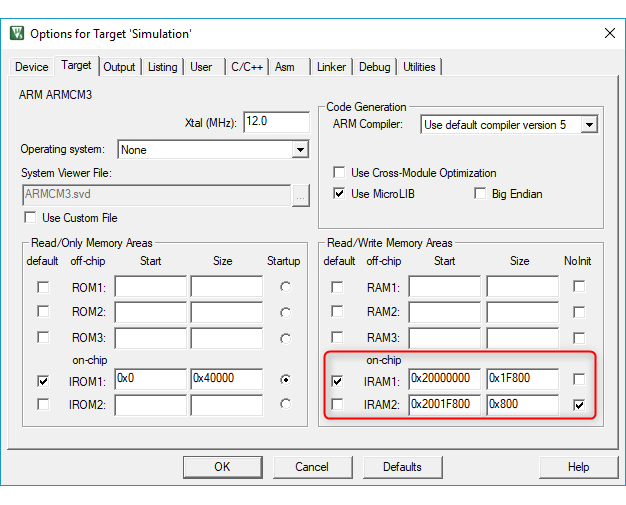 Options for Target 'Simulation'
Device Target Output Listing User C/C++ Asm Linker Debug Utilities
ARM ARMCM3
Xtal (MHz): 12.0
Operating system: None
System Viewer File:
ARMCM3.svd ...
Use Custom File
Code Generation
ARM Compiler: Use default compiler version 5
Use Cross-Module Optimization
Use MicroLIB Big Endian
Read/Only Memory Areas
default off-chip Start Size Startup
ROM1:
ROM2:
ROM3:
on-chip
IROM1: 0x0 0x40000
IROM2:
Read/Write Memory Areas
default off-chip Start Size NoInit
RAM1:
RAM2:
RAM3:
on-chip
IRAM1: 0x20000000 0x1F800
IRAM2: 0x2001F800 0x800
OK Cancel Defaults Help